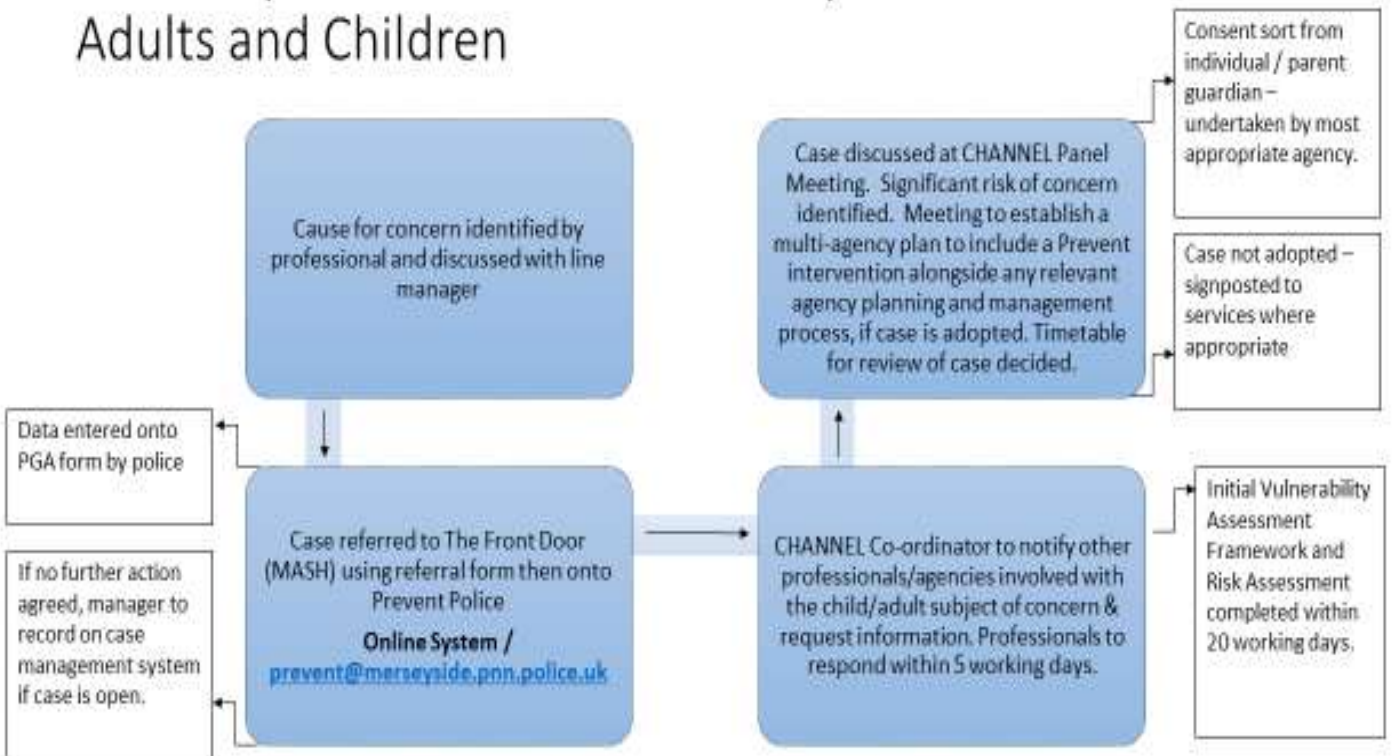 Adults and Children
Cause for concern identified by
professional and discussed with line
manager
Data entered onto
PGA form by police
If no further action
agreed, manager to
record on case
management system
if case is open.
Case referred to The Front Door
(MASH) using referral form then onto
Prevent Police
Online System /
prevent@merseyside.pnn.police.uk
CHANNEL Co-ordinator to notify other
professionals/agencies involved with
the child/adult subject of concern &
request information. Professionals to
respond within 5 working days.
Initial Vulnerability
Assessment
Framework and
Risk Assessment
completed within
20 working days.
Case discussed at CHANNEL Panel
Meeting. Significant risk of concern
identified. Meeting to establish a
multi-agency plan to include a Prevent
intervention alongside any relevant
agency planning and management
process, if case is adopted. Timetable
for review of case decided.
Consent sort from
individual / parent
guardian –
undertaken by most
appropriate agency.
Case not adopted –
signposted to
services where
appropriate